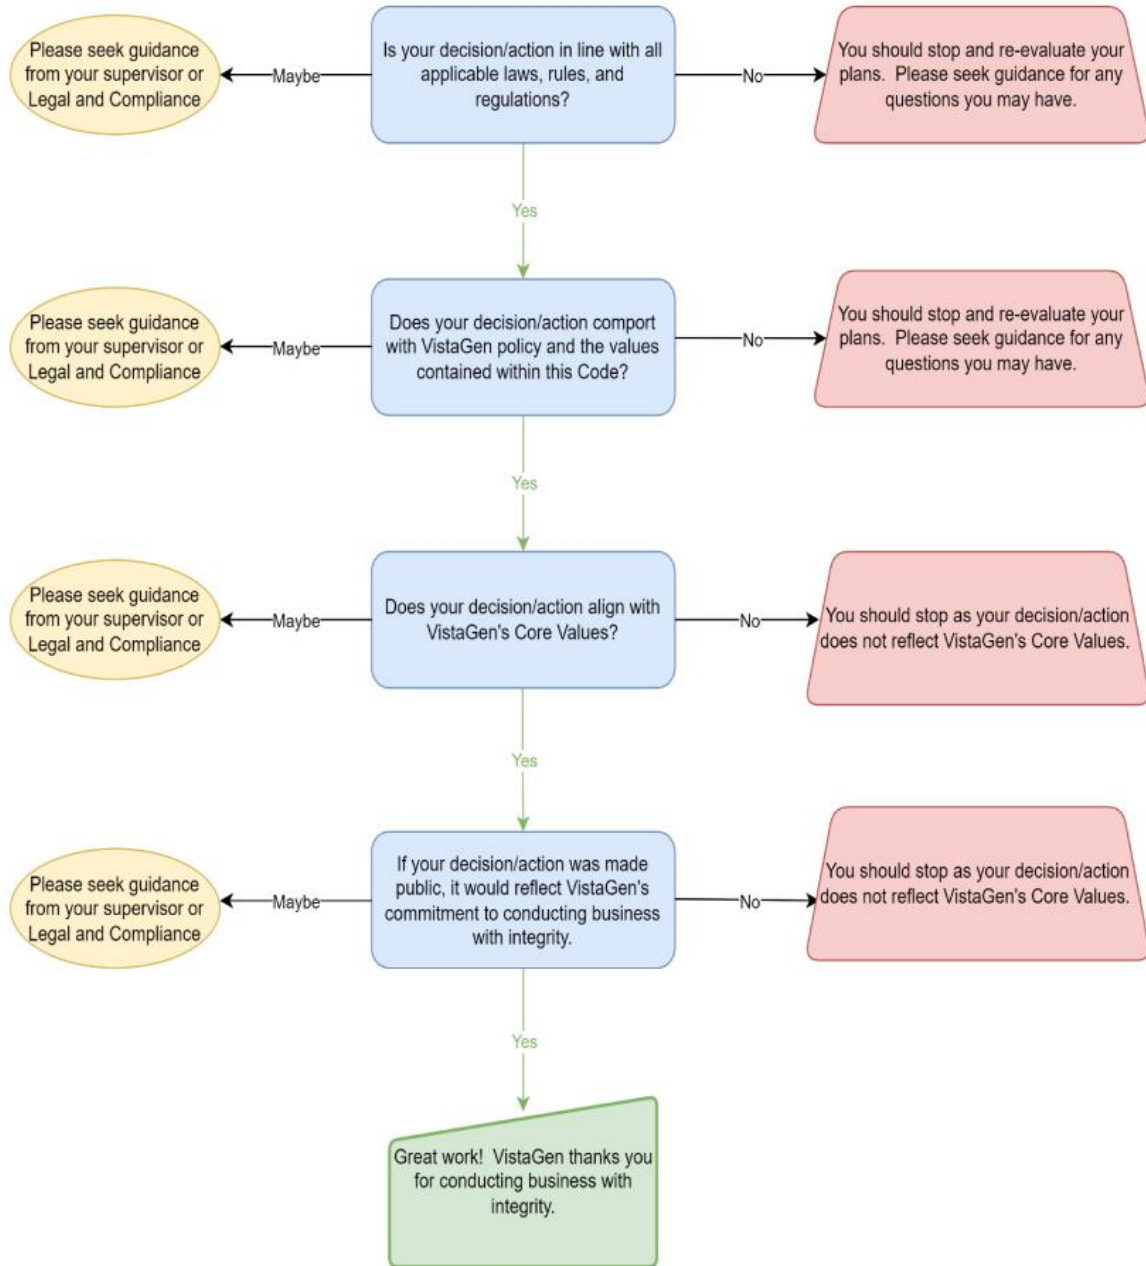 Please seek guidance
from your supervisor or
Legal and Compliance
Maybe
Is your decision/action in line with all
applicable laws, rules, and
regulations?
No
You should stop and re-evaluate your
plans.  Please seek guidance for any
questions you may have.
Yes
Please seek guidance
from your supervisor or
Legal and Compliance
Maybe
Does your decision/action comport
with VistaGen policy and the values
contained within this Code?
No
You should stop and re-evaluate your
plans.  Please seek guidance for any
questions you may have.
Yes
Please seek guidance
from your supervisor or
Legal and Compliance
Maybe
Does your decision/action align with
VistaGen's Core Values?
No
You should stop as your decision/action
does not reflect VistaGen's Core Values.
Yes
Please seek guidance
from your supervisor or
Legal and Compliance
Maybe
If your decision/action was made
public, it would reflect VistaGen's
commitment to conducting business
with integrity.
No
You should stop as your decision/action
does not reflect VistaGen's Core Values.
Yes
Great work!  VistaGen thanks you
for conducting business with
integrity.